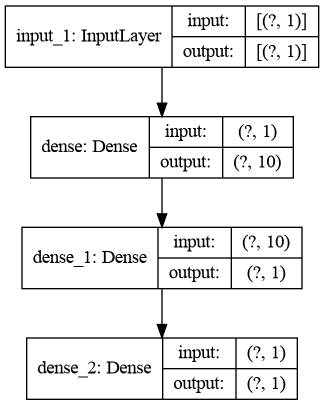 input_1: InputLayer
input: [(?, 1)]
output: [(?, 1)]
dense: Dense
input: (?, 1)
output: (?, 10)
dense_1: Dense
input: (?, 10)
output: (?, 1)
dense_2: Dense
input: (?, 1)
output: (?, 1)